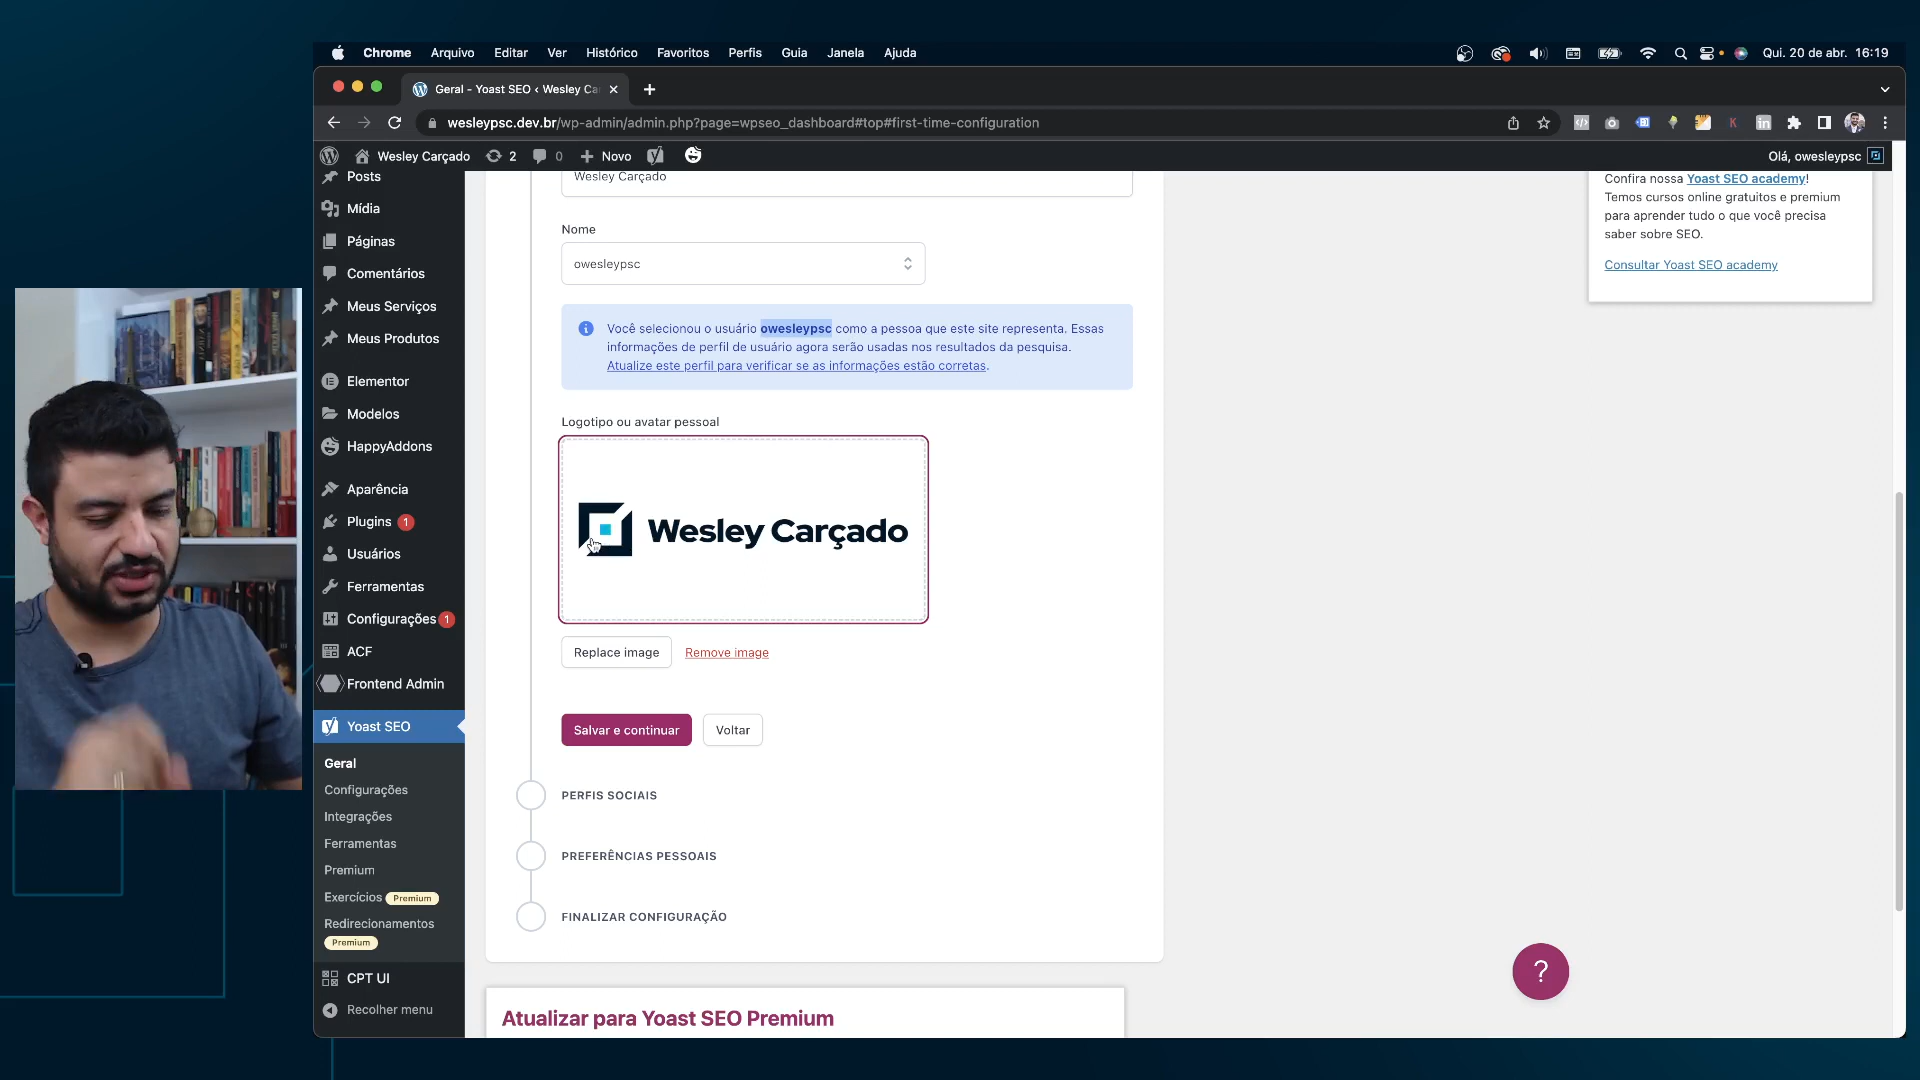 Chrome Arquivo Editar Ver Histórico Favoritos Perfis Guia Janela Ajuda
Qui. 20 de abr. 16:19
Geral - Yoast SEO ‹ Wesley Ca
wesleypsc.dev.br/wp-admin/admin.php?page=wpseo_dashboard#top#first-time-configuration
Wesley Carçado 2 0 Novo
Olá, owesleypsc
Posts
Mídia
Páginas
Comentários
Meus Serviços
Meus Produtos
Elementor
Modelos
HappyAddons
Aparência
Plugins 1
Usuários
Ferramentas
Configurações 1
ACF
Frontend Admin
Yoast SEO
Geral
Configurações
Integrações
Ferramentas
Premium
Exercícios Premium
Redirecionamentos
Premium
CPT UI
Recolher menu
Wesley Carçado
Nome
owesleypsc
Você selecionou o usuário owesleypsc como a pessoa que este site representa. Essas
informações de perfil de usuário agora serão usadas nos resultados da pesquisa.
Atualize este perfil para verificar se as informações estão corretas.
Logotipo ou avatar pessoal
Wesley Carçado
Replace image Remove image
Salvar e continuar Voltar
PERFIS SOCIAIS
PREFERÊNCIAS PESSOAIS
FINALIZAR CONFIGURAÇÃO
Atualizar para Yoast SEO Premium
Confira nossa Yoast SEO academy!
Temos cursos online gratuitos e premium
para aprender tudo o que você precisa
saber sobre SEO.
Consultar Yoast SEO academy
?